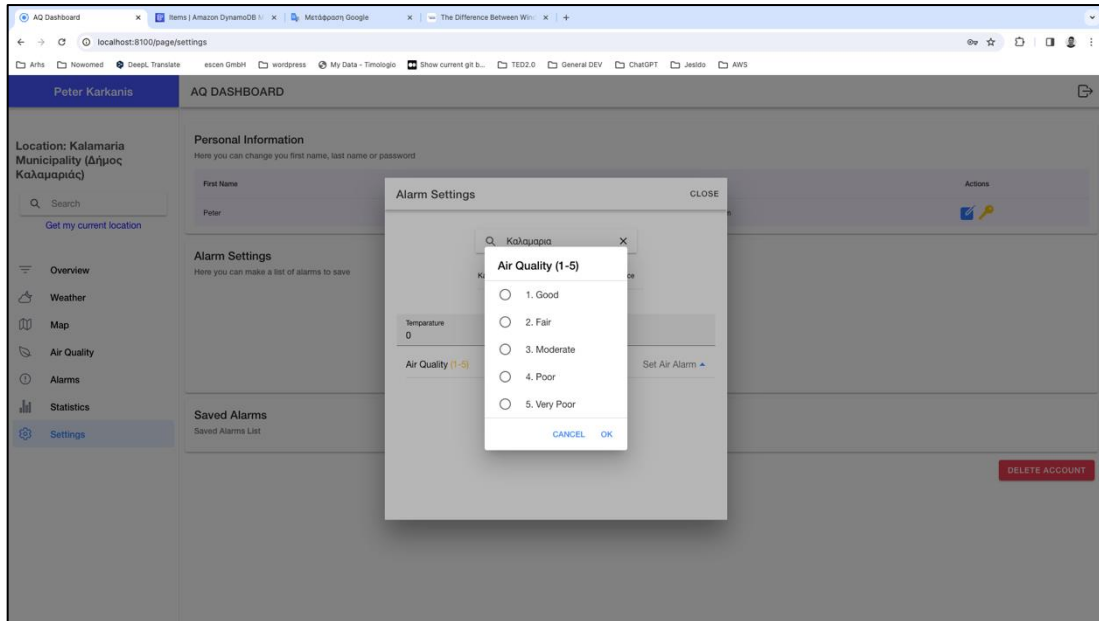 AQ Dashboard
Items | Amazon DynamoDB M
Μετάφραση Google
The Difference Between Wind
localhost:8100/page/settings
Arhs
Nowomed
DeepL Translate
escen GmbH
wordpress
My Data - Timologio
Show current git b...
TED2.0
General DEV
ChatGPT
Jesldo
AWS
Peter Karkanis
AQ DASHBOARD
Location: Kalamaria
Municipality (Δήμος
Καλαμαριάς)
Search
Get my current location
Overview
Weather
Map
Air Quality
Alarms
Statistics
Settings
Personal Information
Here you can change you first name, last name or password
First Name
Actions
Peter
Alarm Settings
Here you can make a list of alarms to save
Saved Alarms
Saved Alarms List
DELETE ACCOUNT
Alarm Settings
CLOSE
Καλαμαρια
Temparature
0
Air Quality (1-5)
Set Air Alarm
Air Quality (1-5)
1. Good
2. Fair
3. Moderate
4. Poor
5. Very Poor
CANCEL
OK